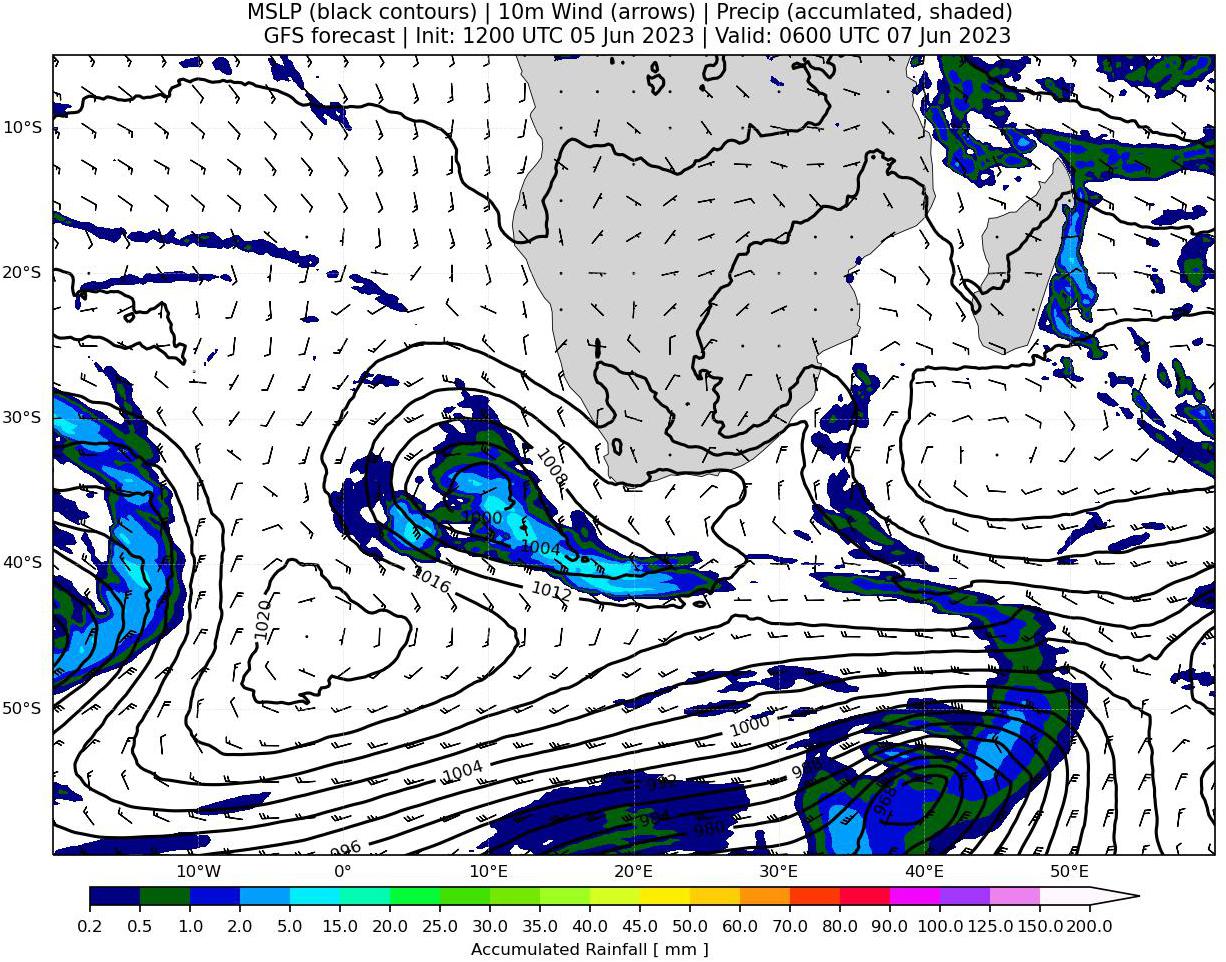 MSLP (black contours) | 10m Wind (arrows) | Precip (accumlated, shaded)
GFS forecast | Init: 1200 UTC 05 Jun 2023 | Valid: 0600 UTC 07 Jun 2023
10°S
20°S
30°S
40°S
50°S
1008
1000
1004
1016
1012
1020
1000
1004
992
968
984
980
996
10°W 0° 10°E 20°E 30°E 40°E 50°E
0.2 0.5 1.0 2.0 5.0 10.0 15.0 20.0 25.0 30.0 35.0 40.0 45.0 50.0 60.0 70.0 80.0 90.0 100.0 125.0 150.0 200.0
Accumulated Rainfall [ mm ]